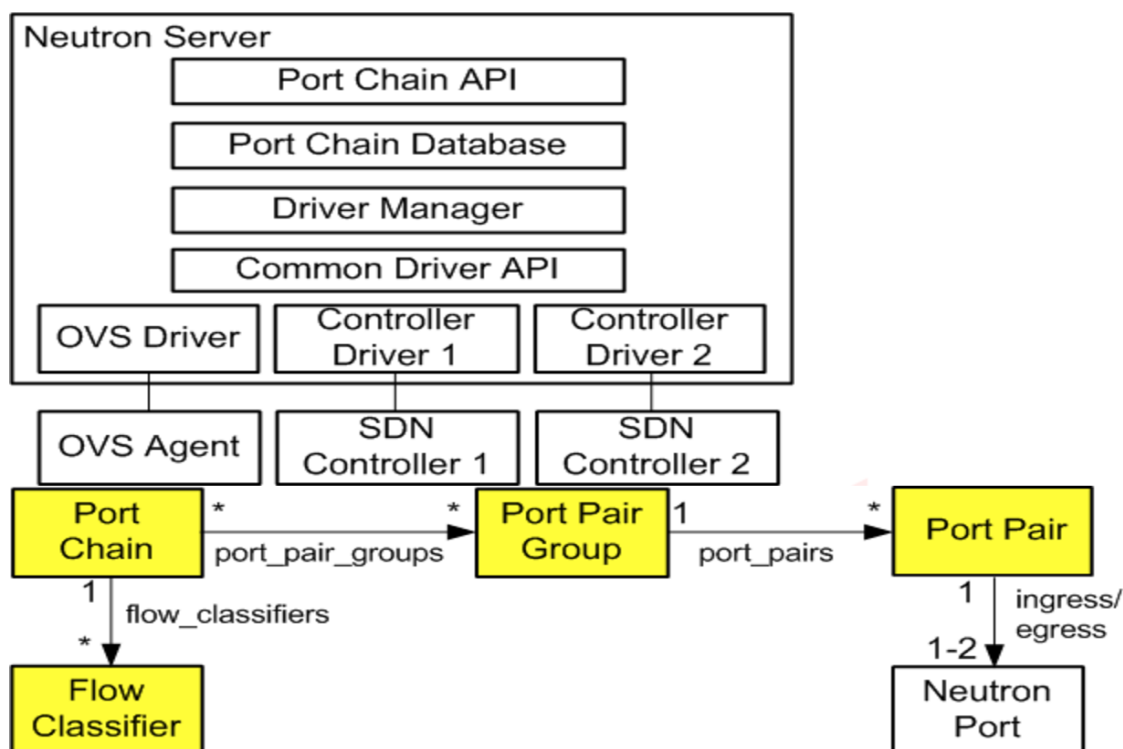 Neutron Server
Port Chain API
Port Chain Database
Driver Manager
Common Driver API
OVS Driver
Controller
Driver 1
Controller
Driver 2
OVS Agent
SDN
Controller 1
SDN
Controller 2
Port
Chain
* *
port_pair_groups
Port Pair
Group
1 *
port_pairs
Port Pair
1
flow_classifiers
*
1
ingress/
egress
1-2
Flow
Classifier
Neutron
Port